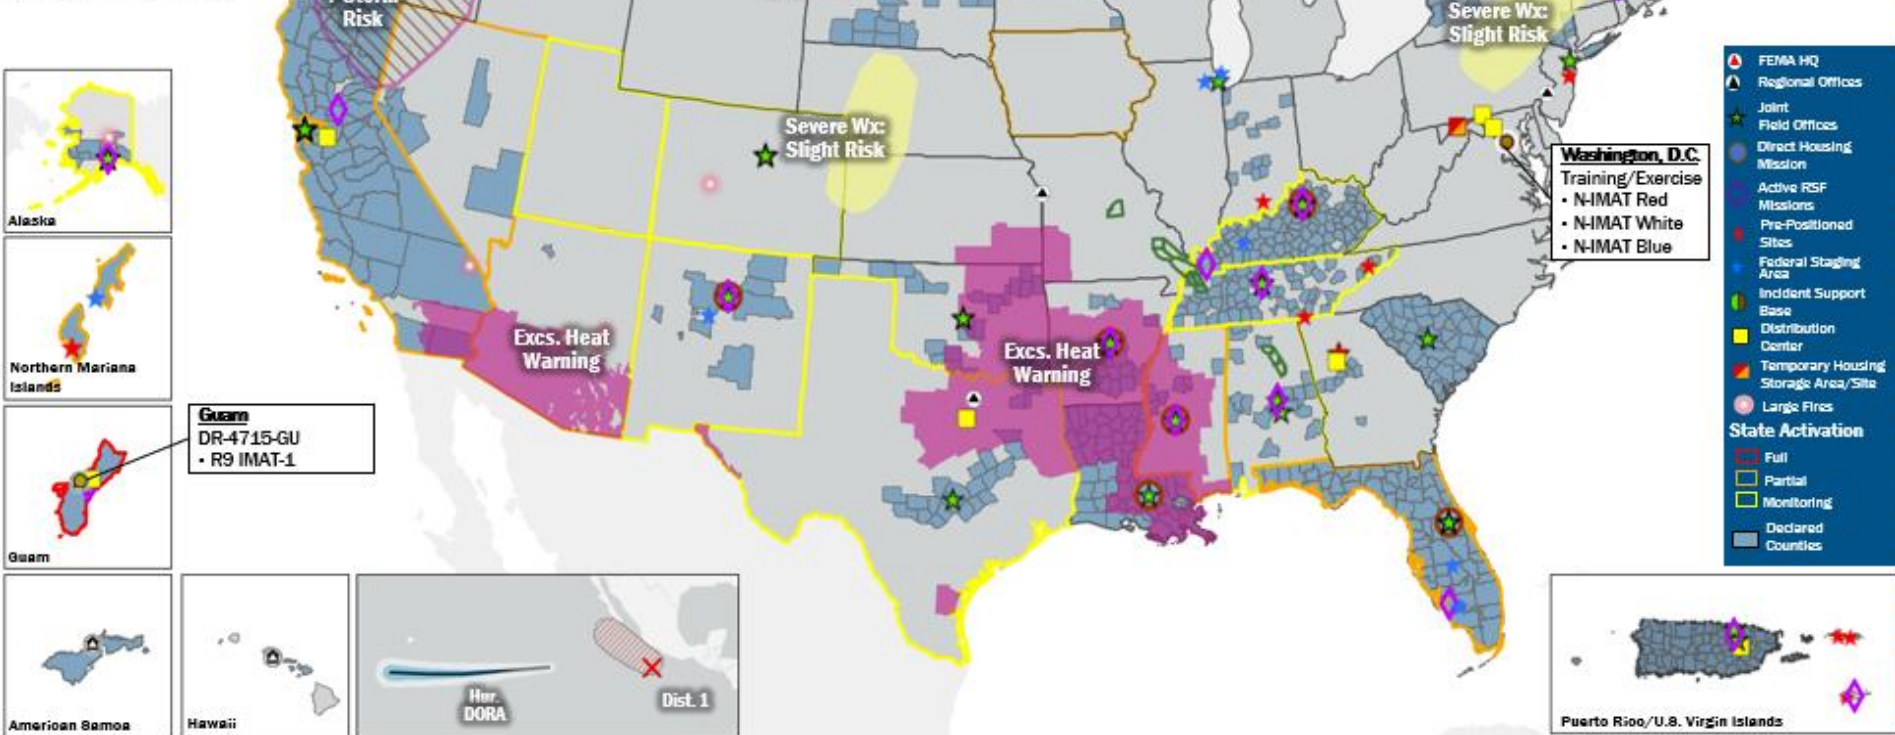 Risk
Severe Wx:
Slight Risk
Severe Wx:
Slight Risk
Excs. Heat
Warning
Excs. Heat
Warning
Alaska
Northern Mariana
Islands
Guam
DR-4715-GU
• R9 IMAT-1
Guam
American Samoa
Hawaii
Hur.
DORA
Dist. 1
Washington, D.C.
Training/Exercise
• N-IMAT Red
• N-IMAT White
• N-IMAT Blue
FEMA HQ
Regional Offices
Joint
Field Offices
Direct Housing
Mission
Active RSF
Missions
Pre-Positioned
Sites
Federal Staging
Area
Incident Support
Base
Distribution
Center
Temporary Housing
Storage Area/Site
Large Fires
State Activation
Full
Partial
Monitoring
Declared
Counties
Puerto Rico/U.S. Virgin Islands